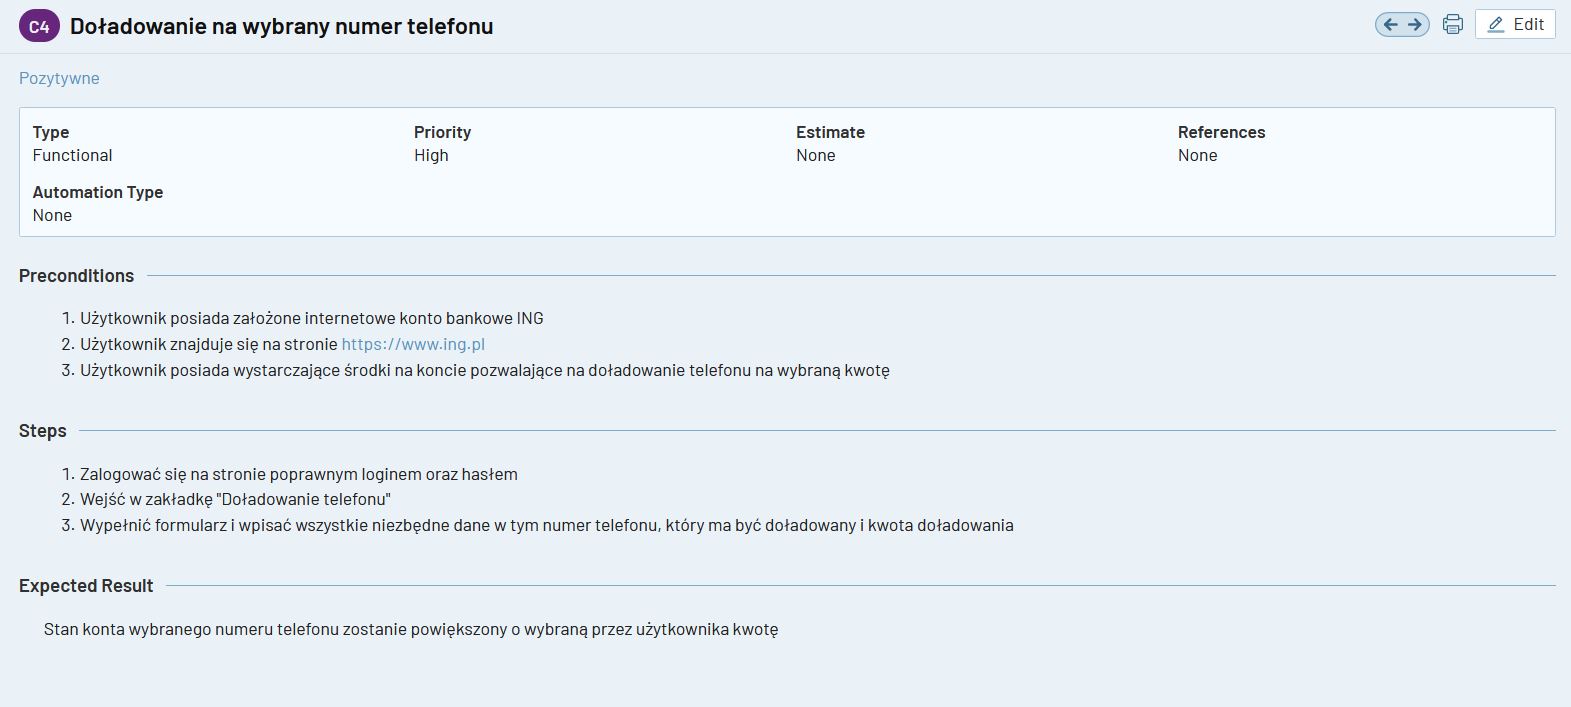 C4 Doładowanie na wybrany numer telefonu Edit
Pozytywne
Type Priority Estimate References
Functional High None None
Automation Type
None
Preconditions
1. Użytkownik posiada założone internetowe konto bankowe ING
2. Użytkownik znajduje się na stronie https://www.ing.pl
3. Użytkownik posiada wystarczające środki na koncie pozwalające na doładowanie telefonu na wybraną kwotę
Steps
1. Zalogować się na stronie poprawnym loginem oraz hasłem
2. Wejść w zakładkę "Doładowanie telefonu"
3. Wypełnić formularz i wpisać wszystkie niezbędne dane w tym numer telefonu, który ma być doładowany i kwota doładowania
Expected Result
Stan konta wybranego numeru telefonu zostanie powiększony o wybraną przez użytkownika kwotę